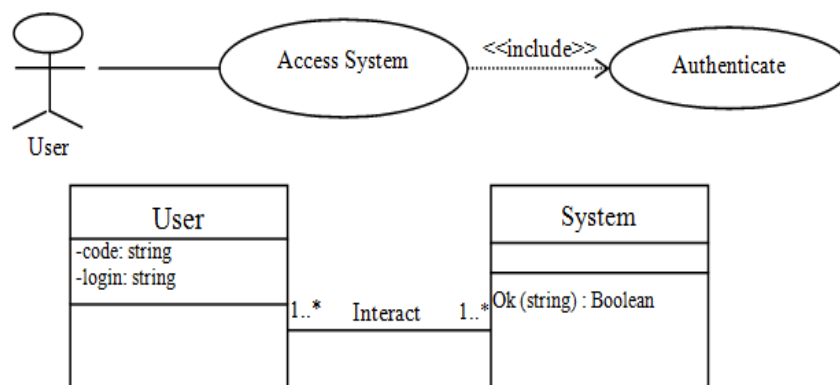 <<include>>
Access System
Authenticate
User
User
-code: string
-login: string
System
Ok (string) : Boolean
1..*
Interact
1..*